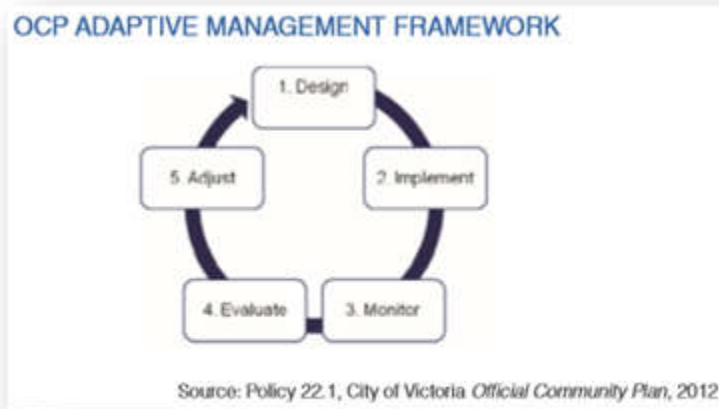 OCP ADAPTIVE MANAGEMENT FRAMEWORK
1. Design
2. Implement
3. Monitor
4. Evaluate
5. Adjust
Source: Policy 22.1, City of Victoria Official Community Plan, 2012